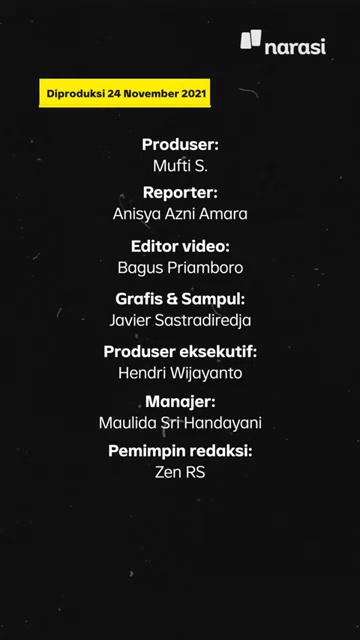 narasi
Diproduksi 24 November 2021
Produser:
Mufti S.
Reporter:
Anisya Azni Amara
Editor video:
Bagus Priamboro
Grafis & Sampul:
Javier Sastradiredja
Produser eksekutif:
Hendri Wijayanto
Manajer:
Maulida Sri Handayani
Pemimpin redaksi:
Zen RS